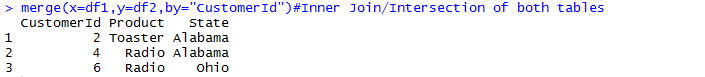 > merge(x=df1,y=df2,by="CustomerId")#Inner Join/Intersection of both tables
  CustomerId Product   State
1          2 Toaster Alabama
2          4   Radio Alabama
3          6   Radio    Ohio